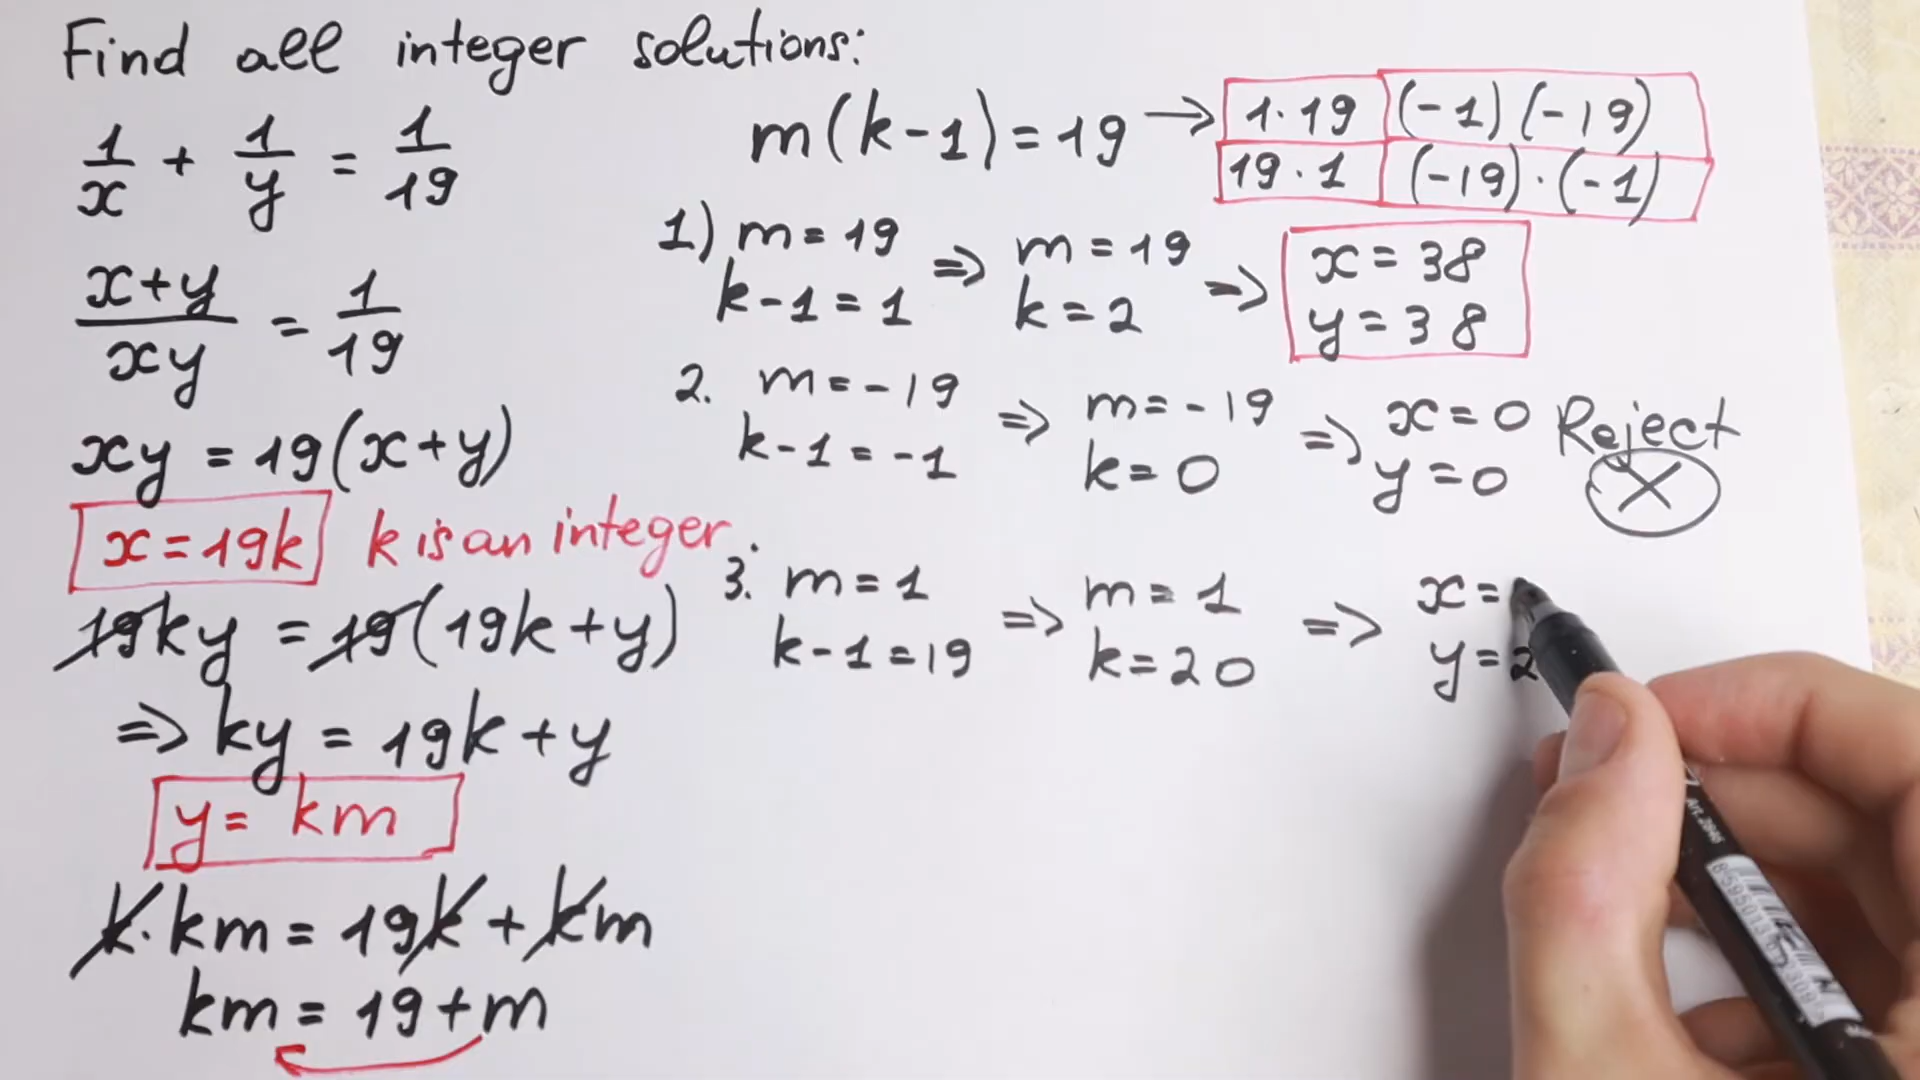 Find all integer solutions:
1/x + 1/y = 1/19
x+y/xy = 1/19
xy = 19(x+y)
x=19k k is an integer
19ky = 19(19k+y)
=> ky = 19k+y
y= km
k·km = 19k + km
km = 19+m
m(k-1)=19 → 1·19 (-1)(-19)
19·1 (-19)·(-1)
1) m=19 => m=19 => x=38
k-1=1 k=2 y=38
2. m=-19 => m=-19 => x=0 Reject
k-1=-1 k=0 y=0
3. m=1 => m=1 => x=
k-1=19 k=20 y=2